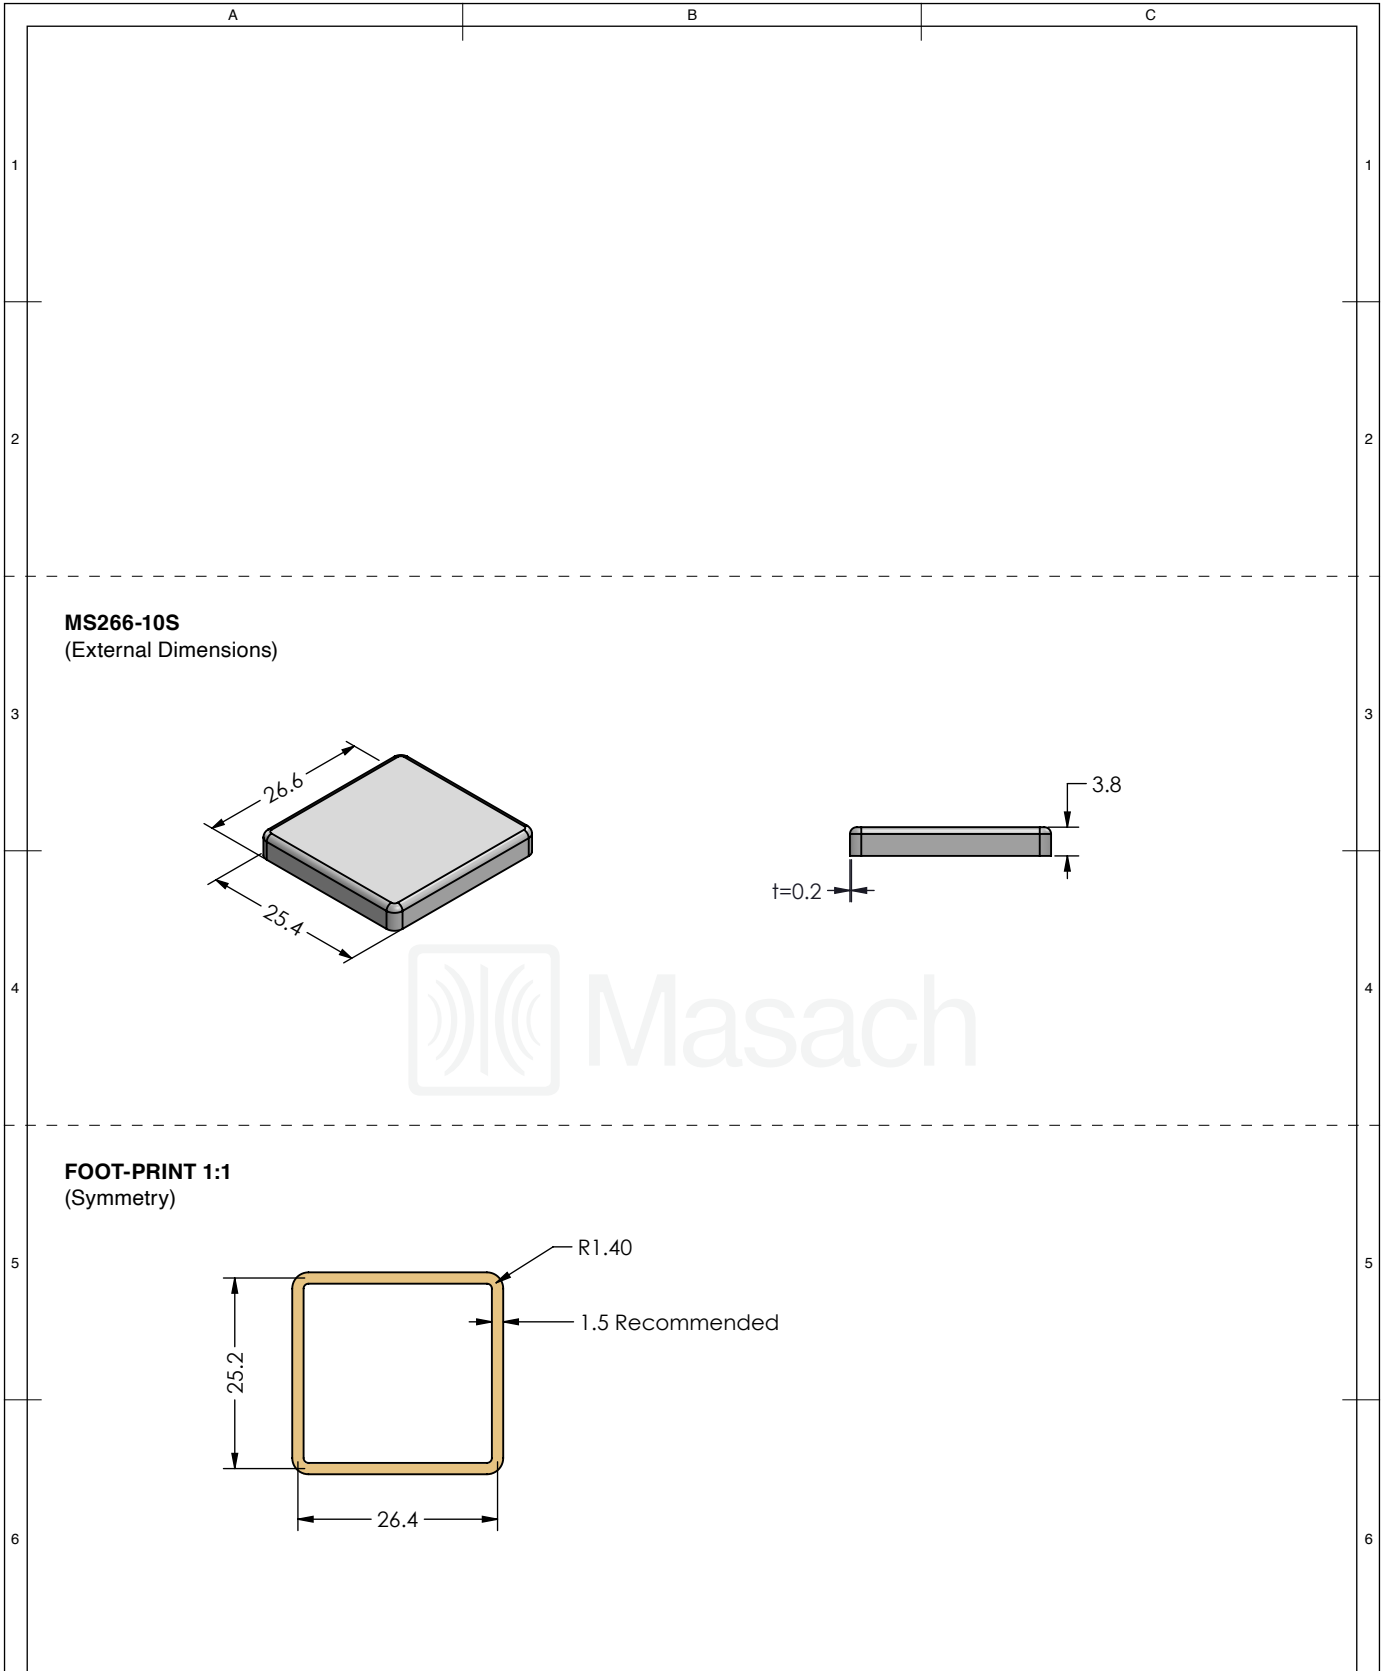 A B C
1 1
2 2
MS266-10S
(External Dimensions)
3 3
26.6
3.8
t=0.2
25.4
4 4
Masach
FOOT-PRINT 1:1
(Symmetry)
R1.40
5 5
1.5 Recommended
25.2
26.4
6 6